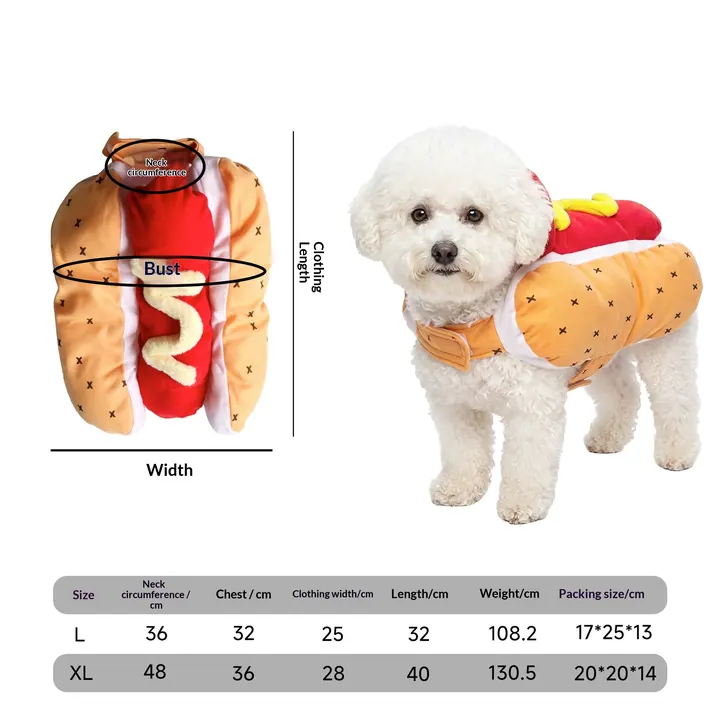 Neck
circumference
Bust
Clothing
Length
Width
Size Neck circumference / cm Chest / cm Clothing width/cm Length/cm Weight/cm Packing size/cm
L 36 32 25 32 108.2 17*25*13
XL 48 36 28 40 130.5 20*20*14